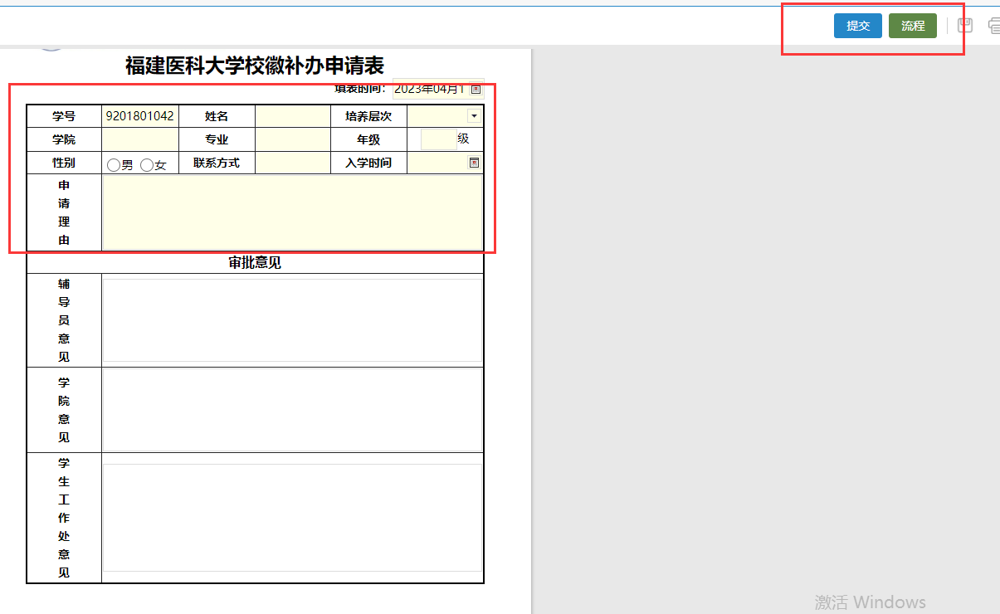 提交 流程
福建医科大学校徽补办申请表
填表时间： 2023年04月1
学号 9201801042 姓名 培养层次
学院 专业 年级 级
性别 男 女 联系方式 入学时间
申请理由
审批意见
辅导员意见
学院意见
学生工作处意见
激活 Windows